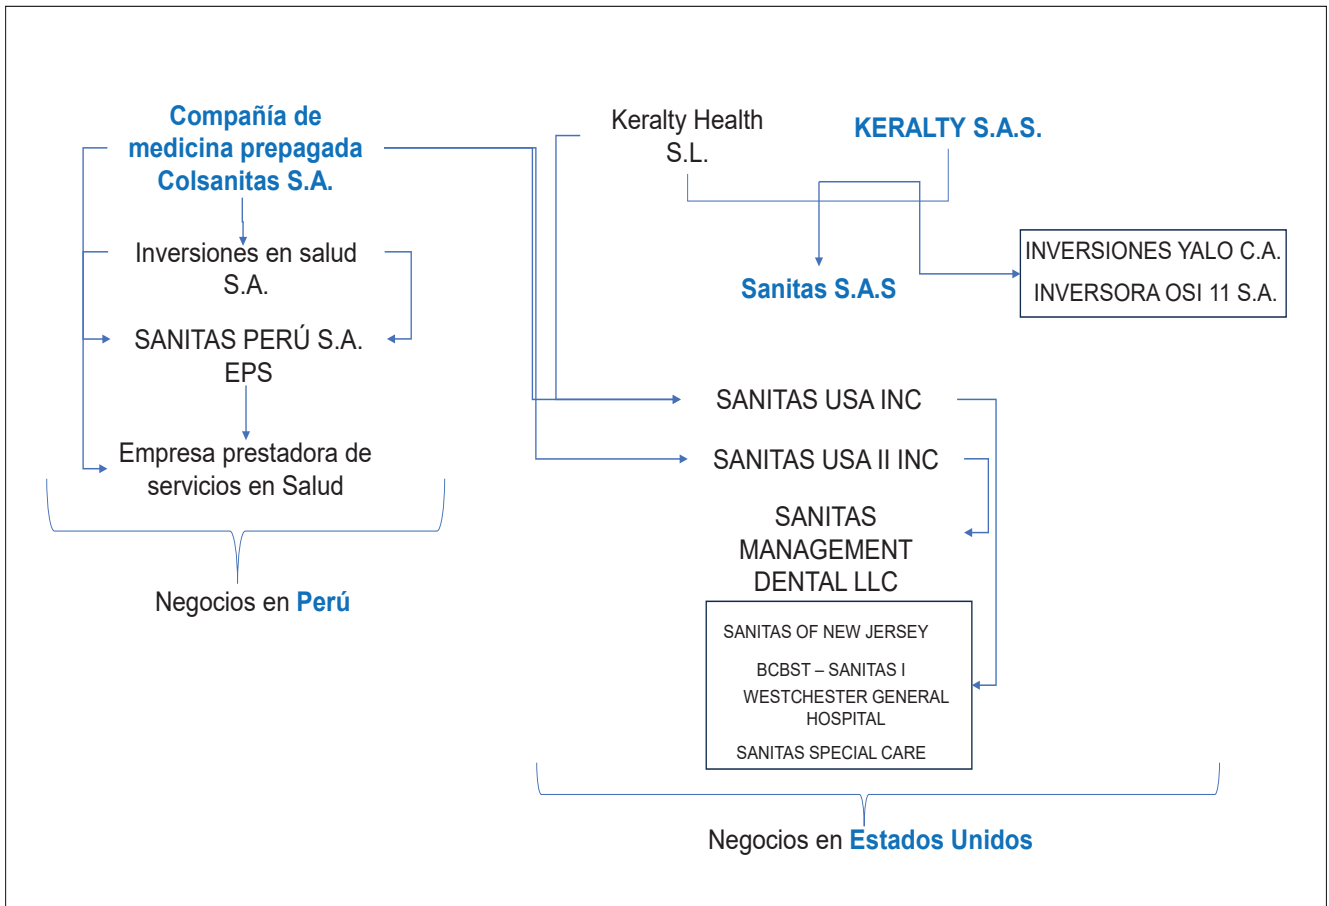 Compañía de
medicina prepagada
Colsanitas S.A.
Inversiones en salud
S.A.
SANITAS PERÚ S.A.
EPS
Empresa prestadora de
servicios en Salud
Negocios en Perú
Keralty Health
S.L.
KERALTY S.A.S.
Sanitas S.A.S
INVERSIONES YALO C.A.
INVERSORA OSI 11 S.A.
SANITAS USA INC
SANITAS USA II INC
SANITAS
MANAGEMENT
DENTAL LLC
SANITAS OF NEW JERSEY
BCBST – SANITAS I
WESTCHESTER GENERAL
HOSPITAL
SANITAS SPECIAL CARE
Negocios en Estados Unidos